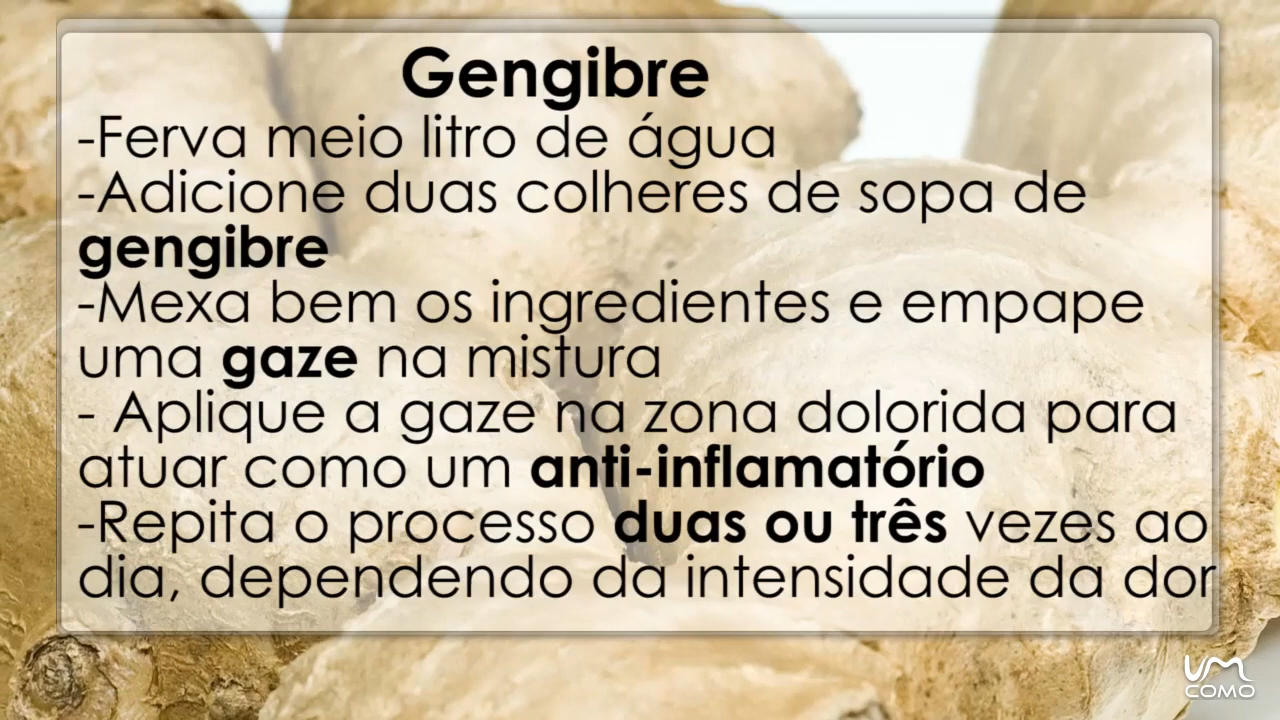 Gengibre
-Ferva meio litro de água
-Adicione duas colheres de sopa de
gengibre
-Mexa bem os ingredientes e empape
uma gaze na mistura
- Aplique a gaze na zona dolorida para
atuar como um anti-inflamatório
-Repita o processo duas ou três vezes ao
dia, dependendo da intensidade da dor
UM
COMO